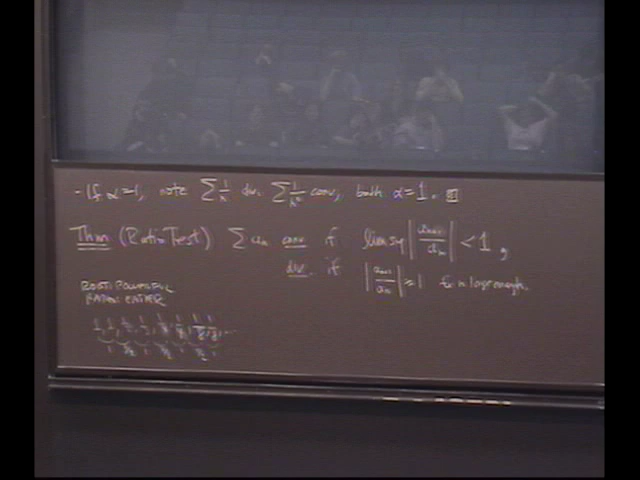 - If α=1, note Σ 1/n div. Σ 1/n² conv, both α=1. ☒
Thm (Ratio Test) Σ aₙ conv if lim sup |aₙ₊₁/aₙ| < 1,
div. if |aₙ₊₁/aₙ| ≥ 1 for n large enough.
ROOT: POWERFUL
RATIO: EASIER